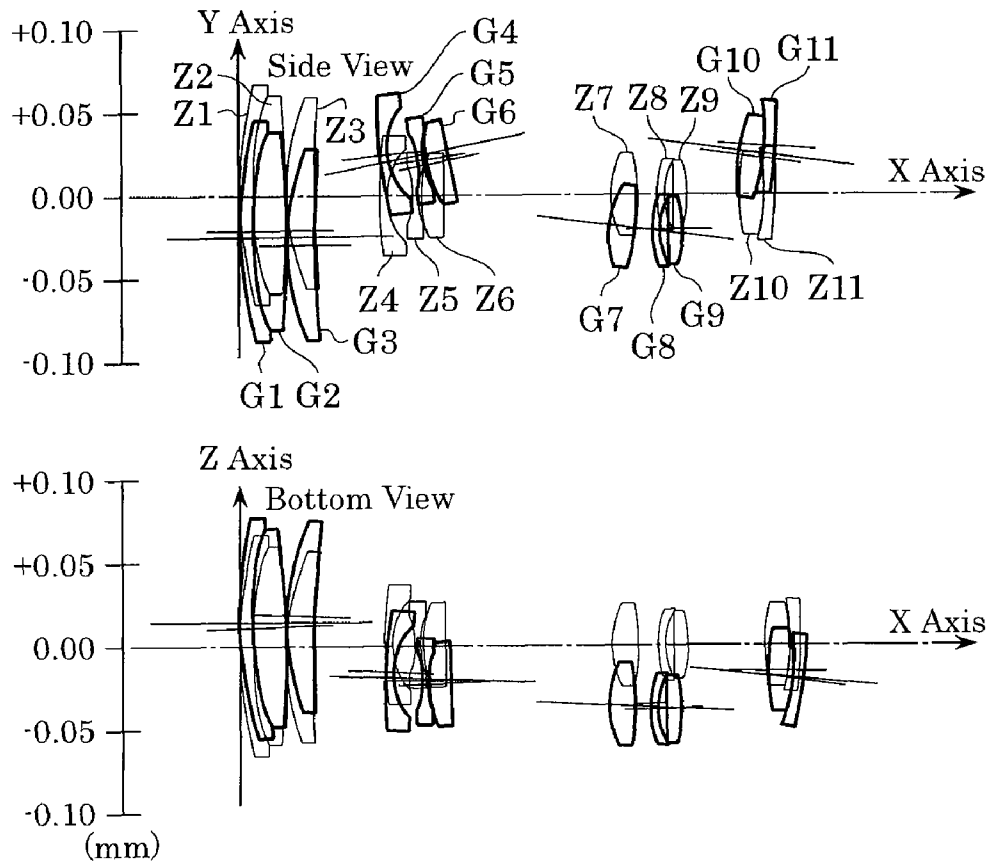 +0.10
Y Axis
G4
G11
Z2
Side View
G5
G10
Z1
Z3
G6
Z7
Z8
Z9
+0.05
X Axis
0.00
-0.05
Z4
Z5
Z6
G7
G8
G9
Z10
Z11
G3
-0.10
G1
G2
Z Axis
+0.10
Bottom View
+0.05
X Axis
0.00
-0.05
-0.10
(mm)